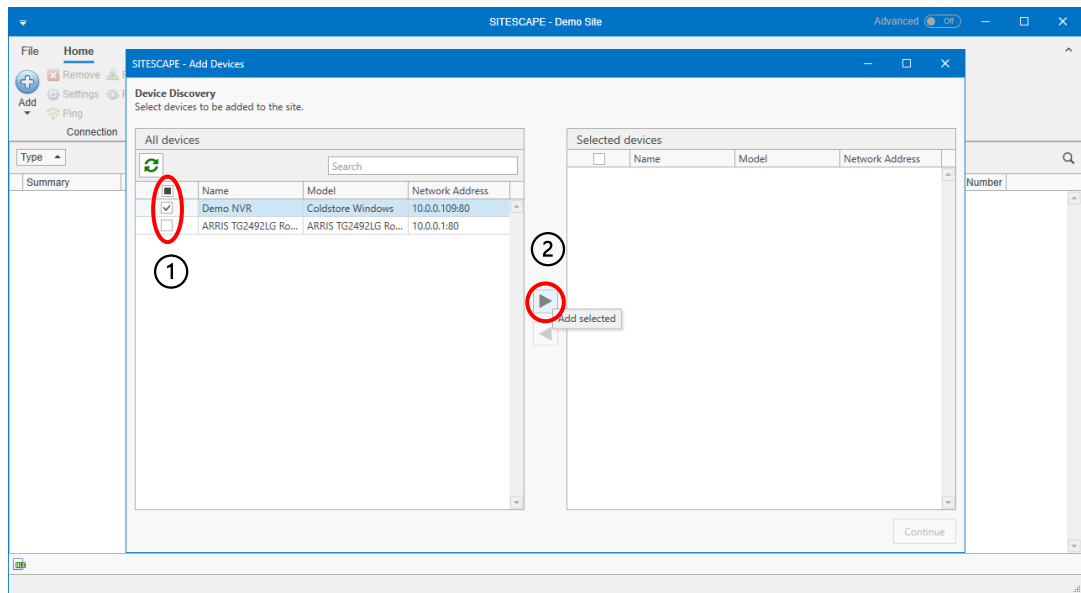 SITESCAPE - Demo Site
Advanced Off
File Home
SITESCAPE - Add Devices
Add
Remove
Settings
Ping
Connection
Device Discovery
Select devices to be added to the site.
All devices
Selected devices
Search
Name Model Network Address
Name Model Network Address
Demo NVR Coldstore Windows 10.0.0.109:80
ARRIS TG2492LG Ro... ARRIS TG2492LG Ro... 10.0.0.1:80
1
2
Add selected
Type
Summary
Number
Continue